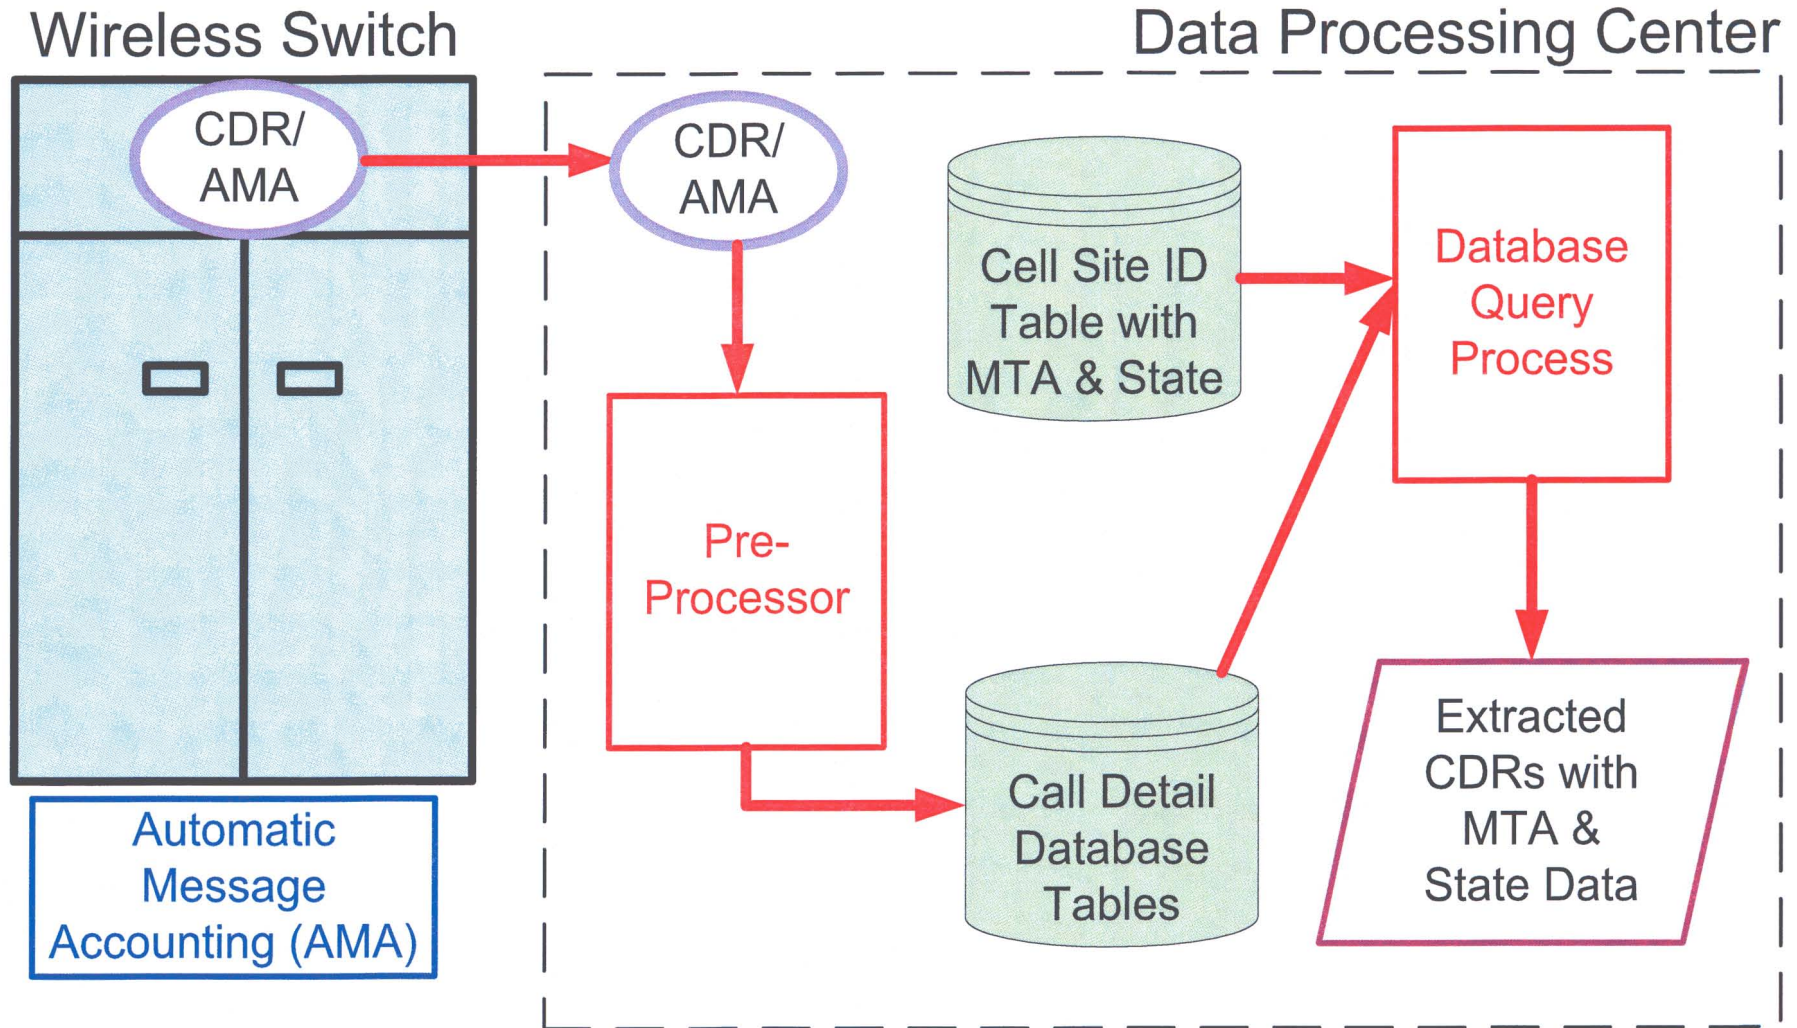 Wireless Switch
Data Processing Center
CDR/
AMA
CDR/
AMA
Cell Site ID
Table with
MTA & State
Database
Query
Process
Pre-
Processor
Call Detail
Database
Tables
Extracted
CDRs with
MTA &
State Data
Automatic
Message
Accounting (AMA)